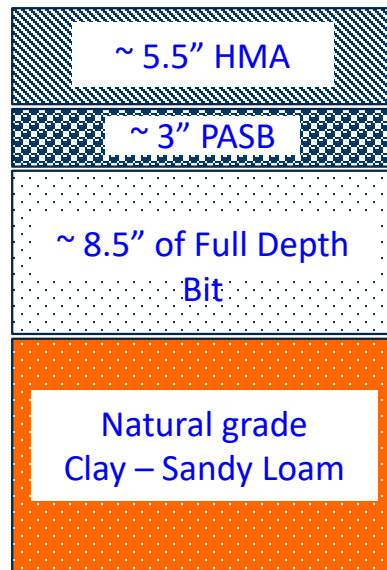 ~ 5.5” HMA
~ 3” PASB
~ 8.5” of Full Depth
Bit
Natural grade
Clay – Sandy Loam